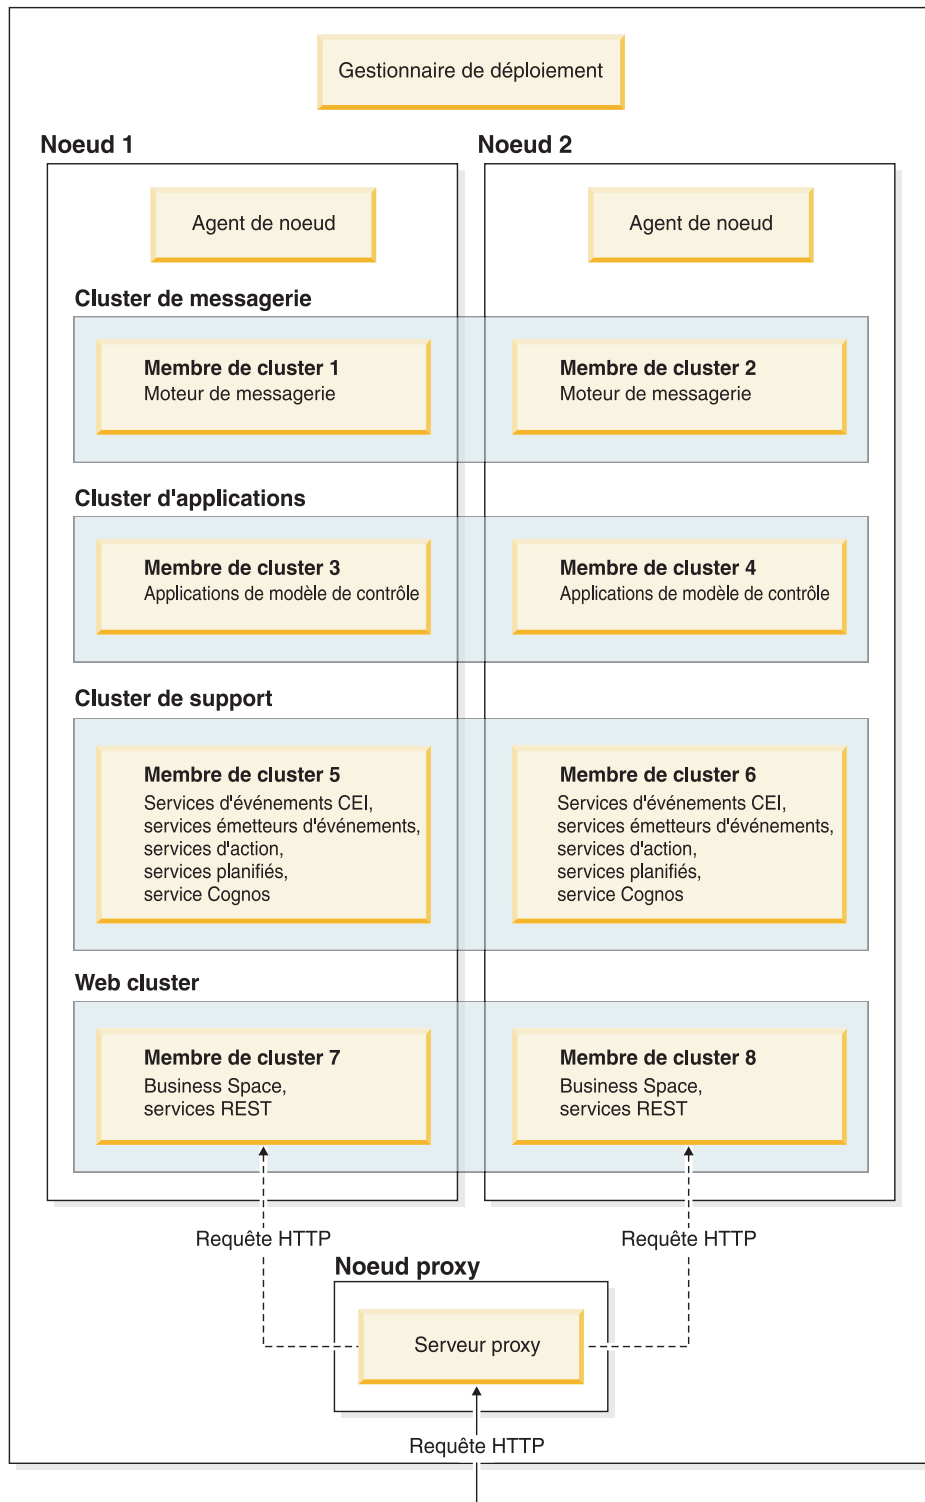 Gestionnaire de déploiement
Noeud 1
Noeud 2
Agent de noeud
Agent de noeud
Cluster de messagerie
Membre de cluster 1
Moteur de messagerie
Membre de cluster 2
Moteur de messagerie
Cluster d'applications
Membre de cluster 3
Applications de modèle de contrôle
Membre de cluster 4
Applications de modèle de contrôle
Cluster de support
Membre de cluster 5
Services d'événements CEI,
services émetteurs d'événements,
services d'action,
services planifiés,
service Cognos
Membre de cluster 6
Services d'événements CEI,
services émetteurs d'événements,
services d'action,
services planifiés,
service Cognos
Web cluster
Membre de cluster 7
Business Space,
services REST
Membre de cluster 8
Business Space,
services REST
Requête HTTP
Requête HTTP
Noeud proxy
Serveur proxy
Requête HTTP